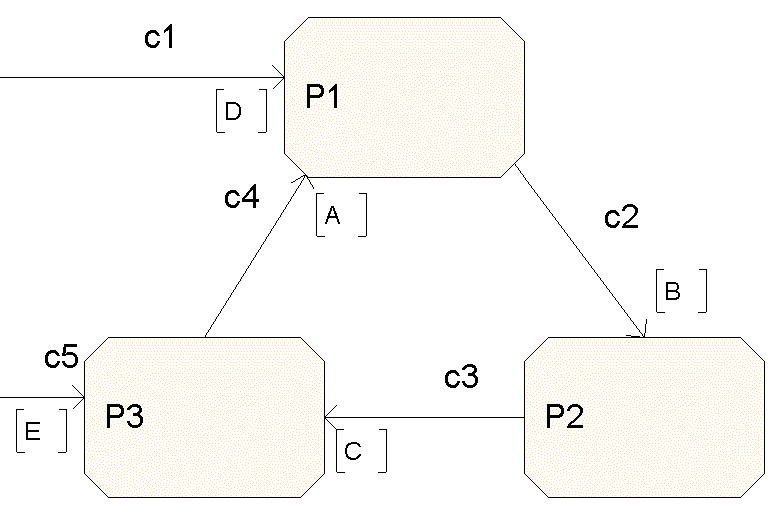 c1
[D ]
P1
c4
[A ]
c2
[B ]
c5
[E ]
P3
c3
[C ]
P2